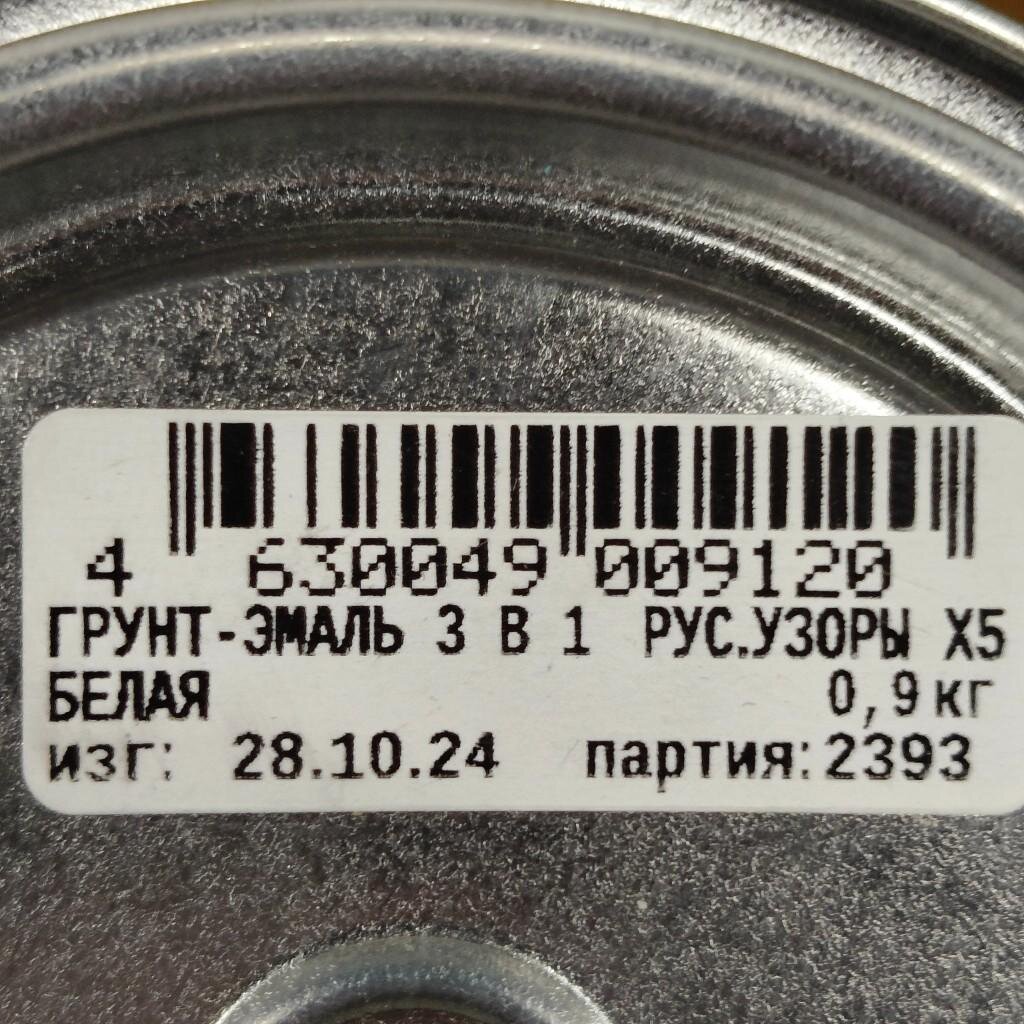 4 630049 009120
ГРУНТ-ЭМАЛЬ 3 В 1 РУС.УЗОРЫ Х5
БЕЛАЯ 0,9кг
изг: 28.10.24 партия:2393